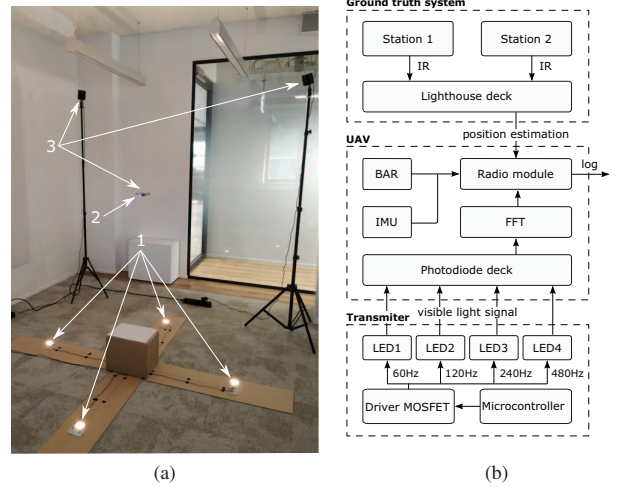 3
2
1
(a)
Ground truth system
Station 1
Station 2
IR
IR
Lighthouse deck
position estimation
UAV
BAR
Radio module
log
IMU
FFT
Photodiode deck
visible light signal
Transmiter
LED1
LED2
LED3
LED4
60Hz
120Hz
240Hz
480Hz
Driver MOSFET
Microcontroller
(b)